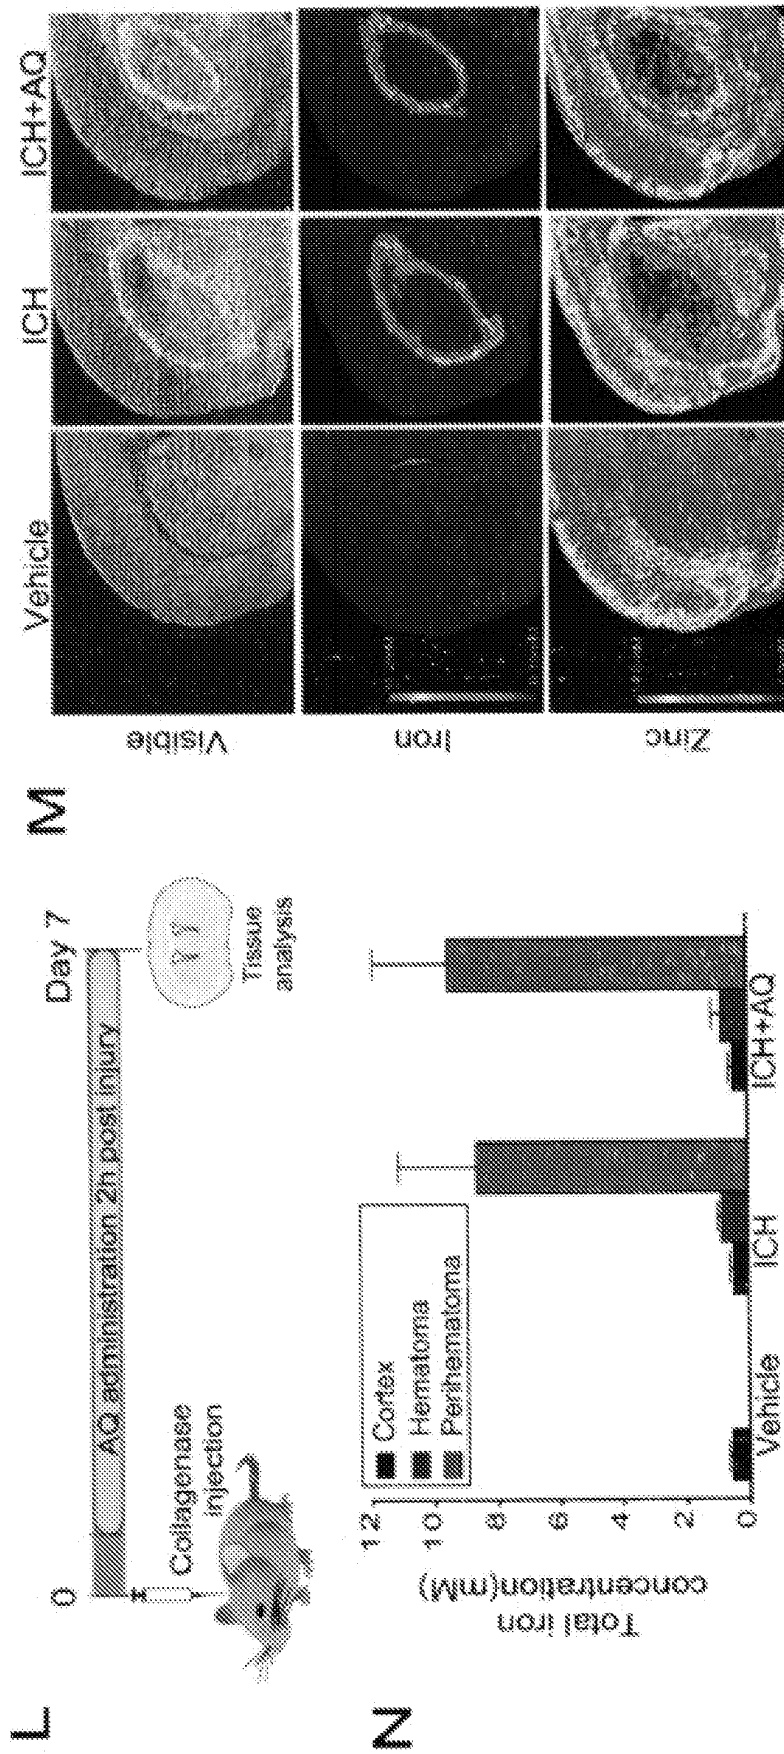 L
0
Day 7
AQ administration 2h post injury
Collagenase
injection
Tissue
analysis
M
Vehicle
ICH
ICH+AQ
Visible
Iron
Zinc
N
Total iron
concentration(mM)
12
10
8
6
4
2
0
Cortex
Hematoma
Perihematoma
Vehicle
ICH
ICH+AQ